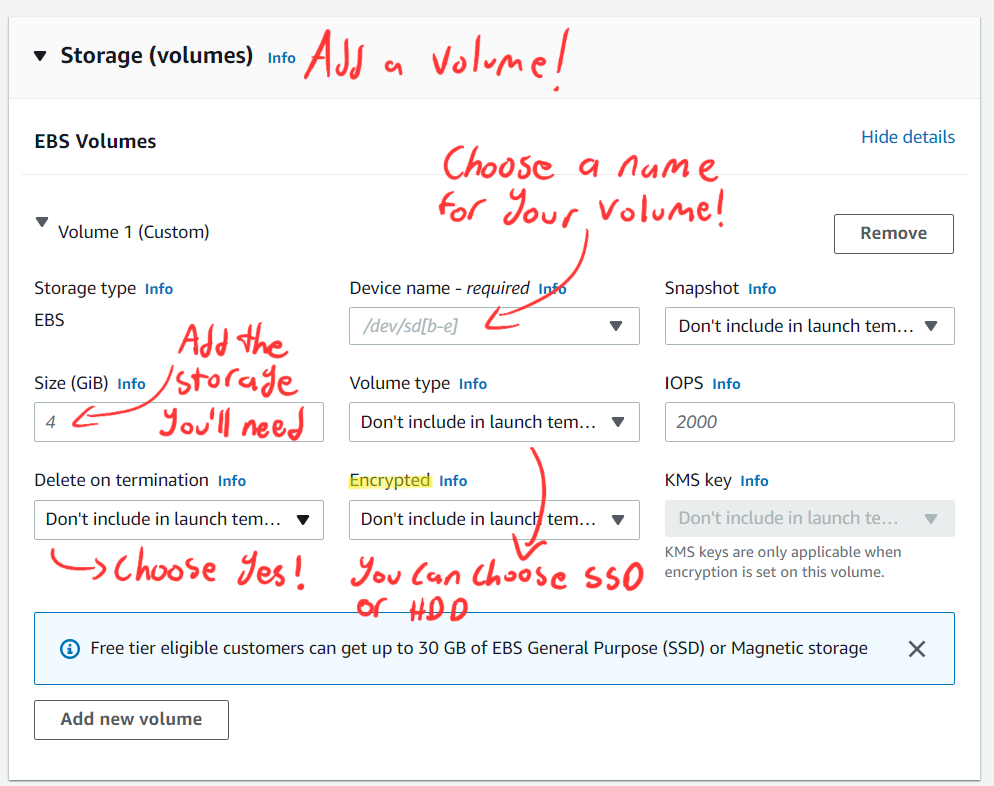 Storage (volumes) Info Add a volume!
EBS Volumes
Hide details
Choose a name
for your volume!
Volume 1 (Custom)
Remove
Storage type Info
EBS
Device name - required Info
/dev/sd[b-e]
Snapshot Info
Don't include in launch tem...
Add the
storage
you'll need
Size (GiB) Info
4
Volume type Info
Don't include in launch tem...
IOPS Info
2000
Delete on termination Info
Don't include in launch tem...
Choose Yes!
Encrypted Info
Don't include in launch tem...
You can choose SSD
or HDD
KMS key Info
Don't include in launch te...
KMS keys are only applicable when
encryption is set on this volume.
Free tier eligible customers can get up to 30 GB of EBS General Purpose (SSD) or Magnetic storage
Add new volume